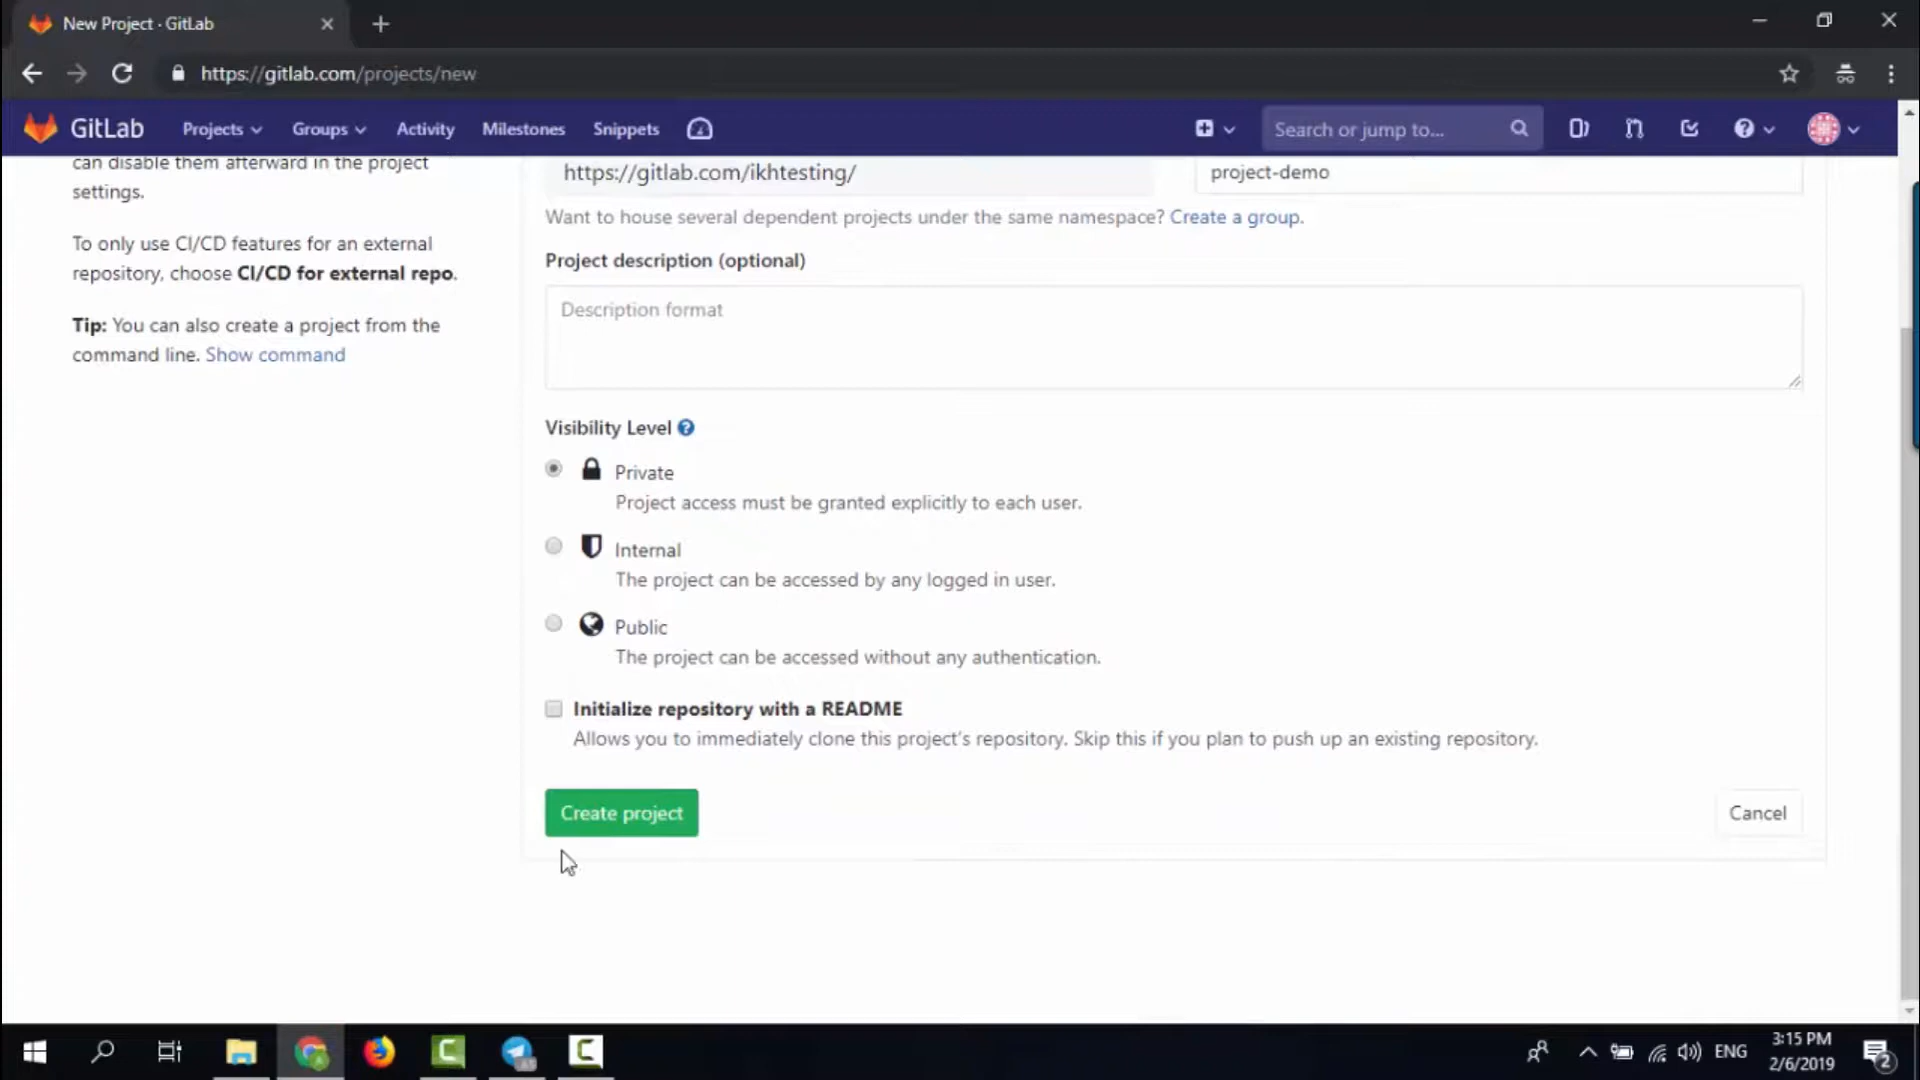 New Project · GitLab
https://gitlab.com/projects/new
GitLab Projects Groups Activity Milestones Snippets Search or jump to...
can disable them afterward in the project
settings.
To only use CI/CD features for an external
repository, choose CI/CD for external repo.
Tip: You can also create a project from the
command line. Show command
https://gitlab.com/ikhtesting/ project-demo
Want to house several dependent projects under the same namespace? Create a group.
Project description (optional)
Description format
Visibility Level
Private
Project access must be granted explicitly to each user.
Internal
The project can be accessed by any logged in user.
Public
The project can be accessed without any authentication.
Initialize repository with a README
Allows you to immediately clone this project's repository. Skip this if you plan to push up an existing repository.
Create project Cancel
ENG
3:15 PM
2/6/2019
2